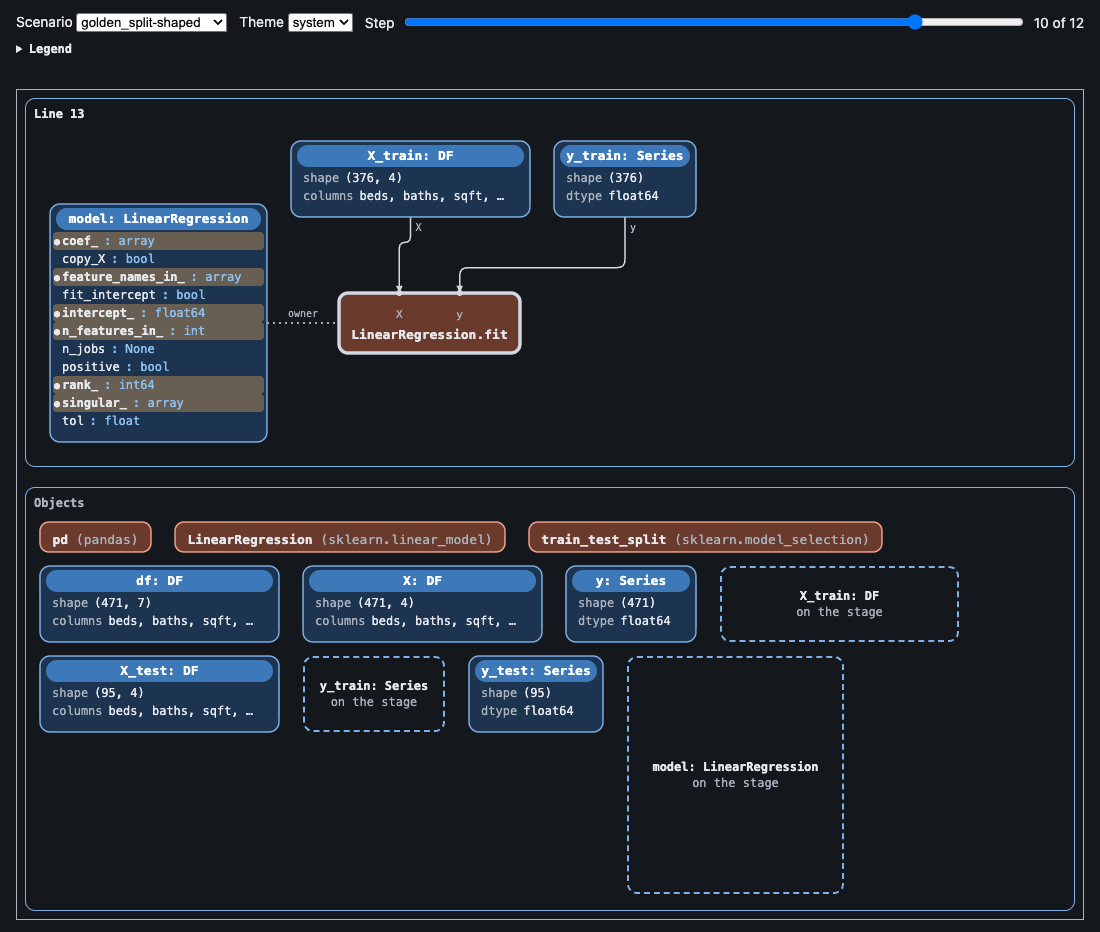 Scenario golden_split-shaped Theme system Step 10 of 12
Legend
Line 13
X_train: DF
shape (376, 4)
columns beds, baths, sqft, …
y_train: Series
shape (376)
dtype float64
model: LinearRegression
coef_ : array
copy_X : bool
feature_names_in_ : array
fit_intercept : bool
intercept_ : float64
n_features_in_ : int
n_jobs : None
positive : bool
rank_ : int64
singular_ : array
tol : float
X
y
owner
X y
LinearRegression.fit
Objects
pd (pandas)
LinearRegression (sklearn.linear_model)
train_test_split (sklearn.model_selection)
df: DF
shape (471, 7)
columns beds, baths, sqft, …
X: DF
shape (471, 4)
columns beds, baths, sqft, …
y: Series
shape (471)
dtype float64
X_train: DF
on the stage
X_test: DF
shape (95, 4)
columns beds, baths, sqft, …
y_train: Series
on the stage
y_test: Series
shape (95)
dtype float64
model: LinearRegression
on the stage